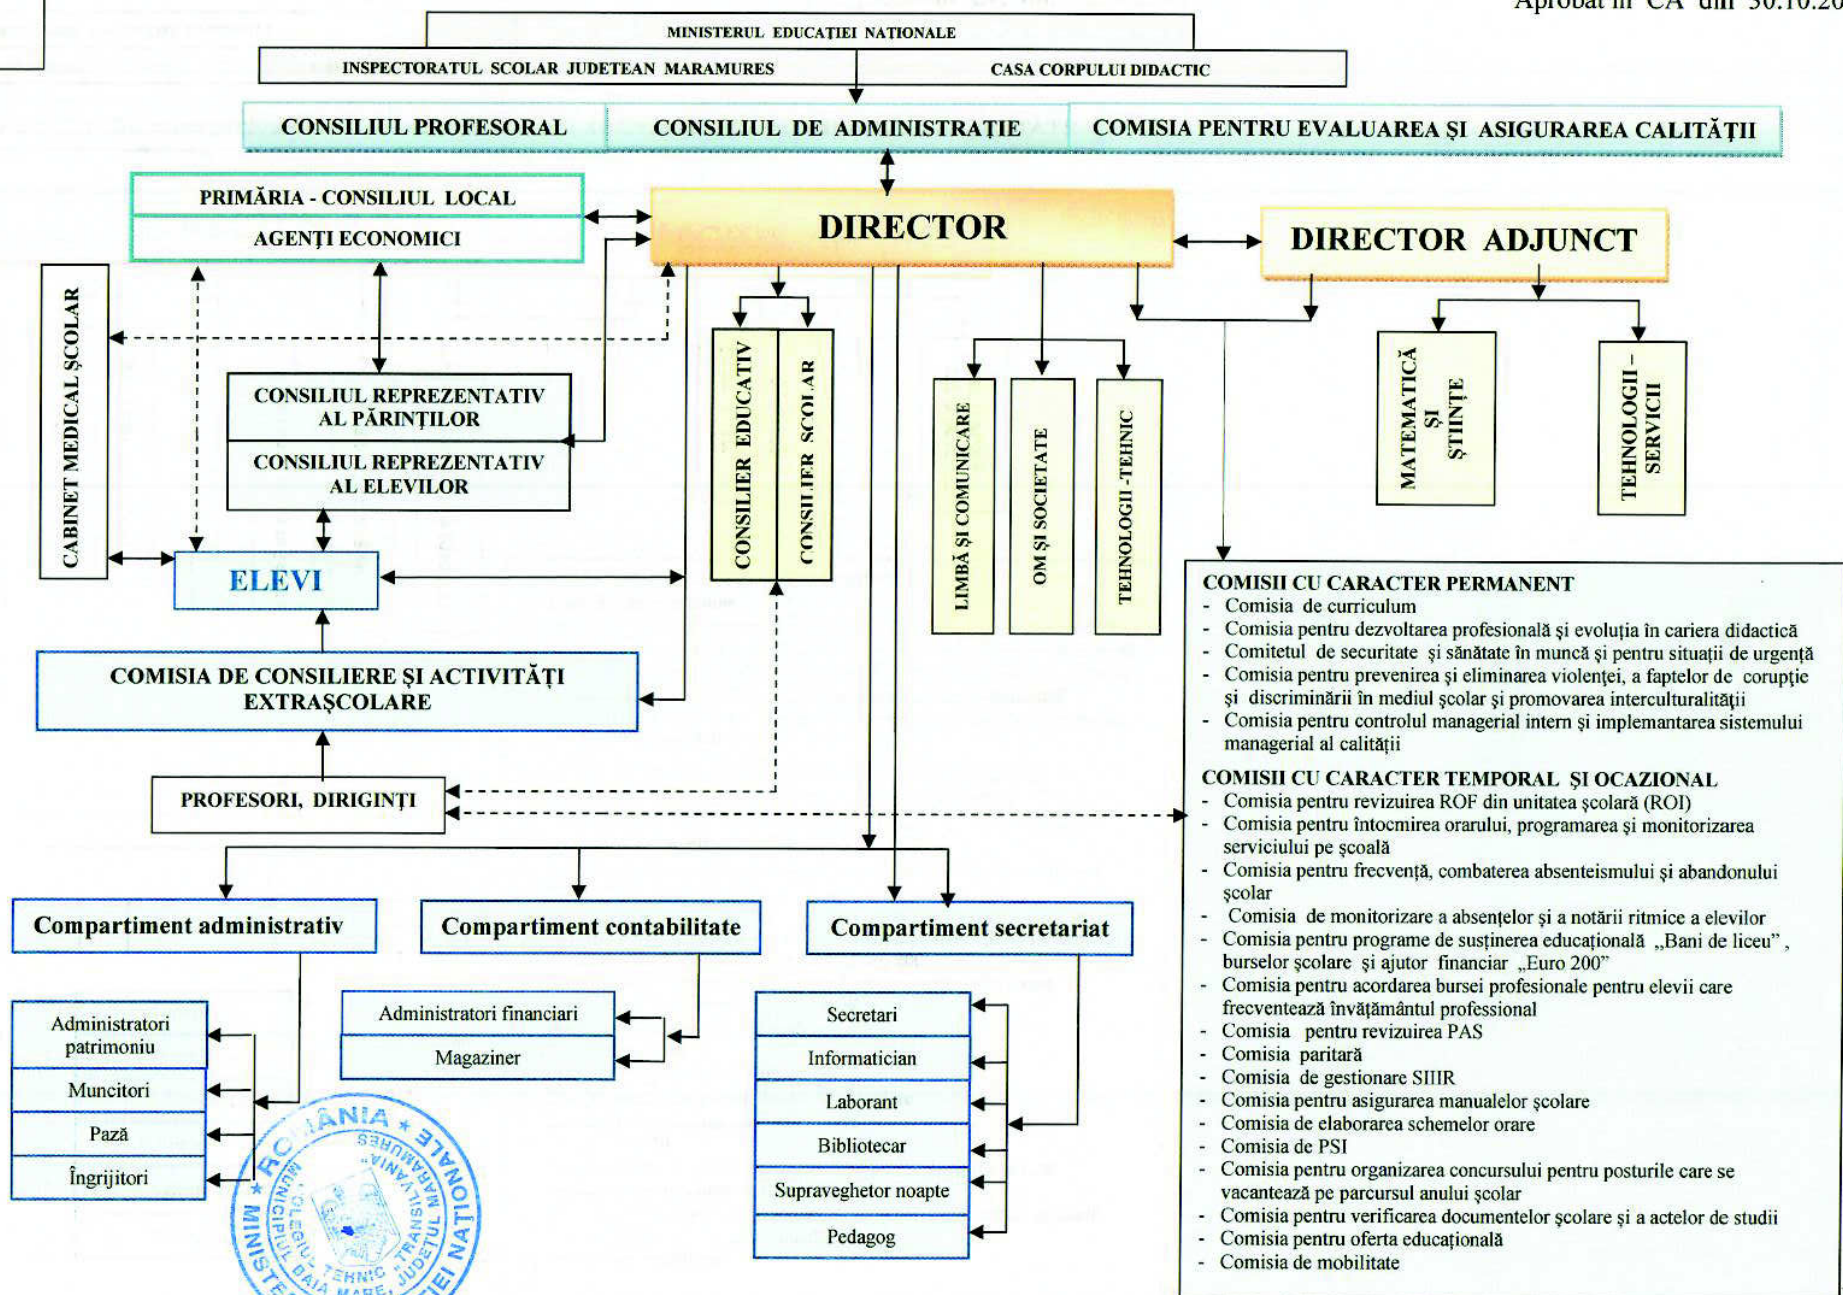 Aprobat în CA din 30.10.20
MINISTERUL EDUCAȚIEI NAȚIONALE
INSPECTORATUL SCOLAR JUDETEAN MARAMURES
CASA CORPULUI DIDACTIC
CONSILIUL PROFESORAL
CONSILIUL DE ADMINISTRAȚIE
COMISIA PENTRU EVALUAREA ȘI ASIGURAREA CALITĂȚII
PRIMĂRIA - CONSILIUL LOCAL
AGENȚI ECONOMICI
DIRECTOR
DIRECTOR ADJUNCT
CABINET MEDICAL ȘCOLAR
CONSILIUL REPREZENTATIV
AL PĂRINȚILOR
CONSILIUL REPREZENTATIV
AL ELEVILOR
CONSILIER EDUCATIV
CONSILIER SCOLAR
LIMBĂ ȘI COMUNICARE
OM ȘI SOCIETATE
TEHNOLOGII -TEHNIC
MATEMATICĂ
ȘI
ȘTIINȚE
TEHNOLOGII –
SERVICII
ELEVI
COMISIA DE CONSILIERE ȘI ACTIVITĂȚI
EXTRAȘCOLARE
PROFESORI, DIRIGINȚI
COMISII CU CARACTER PERMANENT
- Comisia de curriculum
- Comisia pentru dezvoltarea profesională și evoluția în cariera didactică
- Comitetul de securitate și sănătate în muncă și pentru situații de urgență
- Comisia pentru prevenirea și eliminarea violenței, a faptelor de corupție
și discriminării în mediul școlar și promovarea interculturalității
- Comisia pentru controlul managerial intern și implemantarea sistemului
managerial al calității
COMISII CU CARACTER TEMPORAL ȘI OCAZIONAL
- Comisia pentru revizuirea ROF din unitatea școlară (ROI)
- Comisia pentru întocmirea orarului, programarea și monitorizarea
serviciului pe școală
- Comisia pentru frecvență, combaterea absenteismului și abandonului
școlar
- Comisia de monitorizare a absențelor și a notării ritmice a elevilor
- Comisia pentru programe de susținerea educațională „Bani de liceu” ,
burselor școlare și ajutor financiar „Euro 200”
- Comisia pentru acordarea bursei profesionale pentru elevii care
frecventează învățământul professional
- Comisia pentru revizuirea PAS
- Comisia paritară
- Comisia de gestionare SIIIR
- Comisia pentru asigurarea manualelor școlare
- Comisia de elaborarea schemelor orare
- Comisia de PSI
- Comisia pentru organizarea concursului pentru posturile care se
vacantează pe parcursul anului școlar
- Comisia pentru verificarea documentelor școlare și a actelor de studii
- Comisia pentru oferta educațională
- Comisia de mobilitate
Compartiment administrativ
Compartiment contabilitate
Compartiment secretariat
Administratori
patrimoniu
Muncitori
Pază
Îngrijitori
Administratori financiari
Magaziner
Secretari
Informatician
Laborant
Bibliotecar
Supraveghetor noapte
Pedagog
ROMÂNIA
NAȚIONALE
MUNICIPIUL BAIA MARE, JUDEȚUL MARAMUREȘ
COLEGIUL TEHNIC "TRANSILVANIA"
MARAMURES